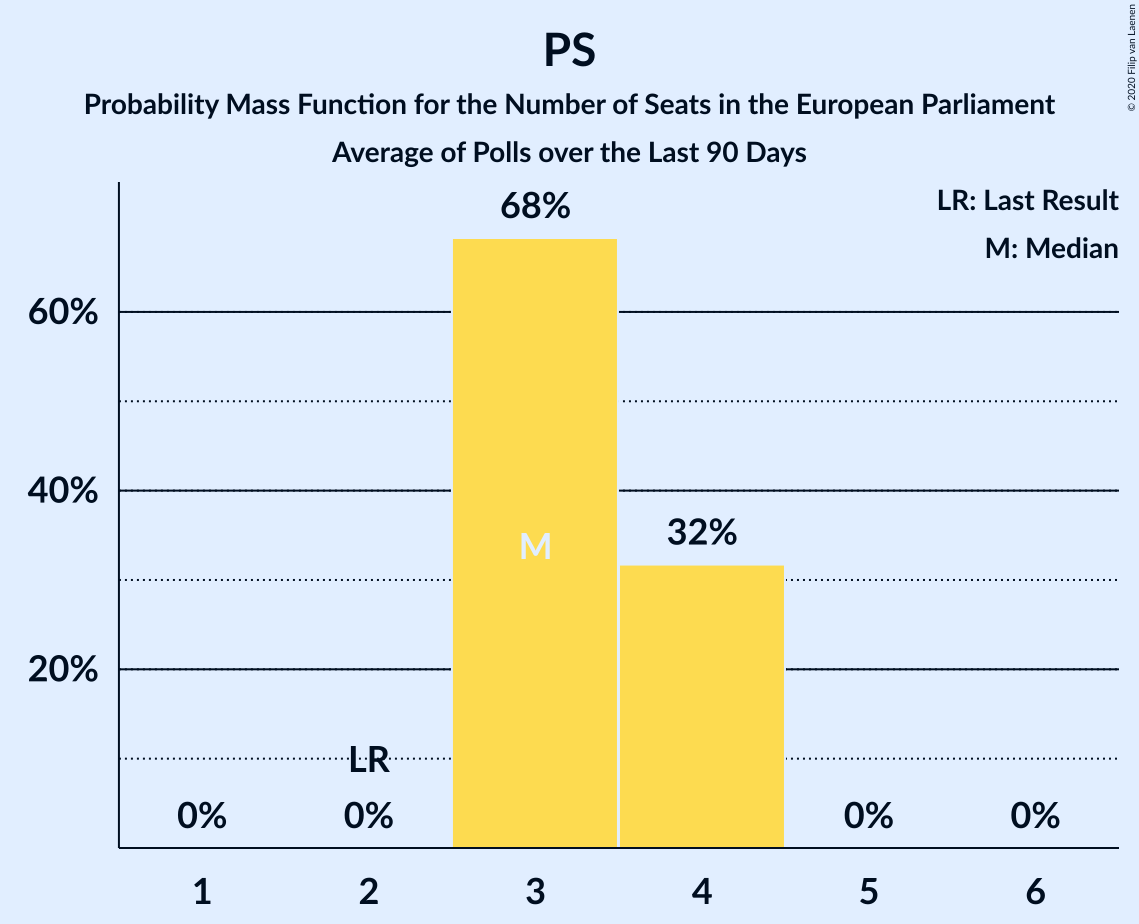 PS
Probability Mass Function for the Number of Seats in the European Parliament
Average of Polls over the Last 90 Days
© 2020 Filip van Laenen
LR: Last Result
M: Median
68%
60%
40%
32%
M
20%
LR
0%
0%
0%
0%
1
2
3
4
5
6